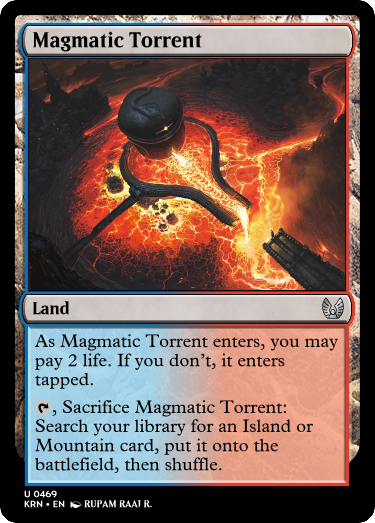 Magmatic Torrent
Land
As Magmatic Torrent enters, you may
pay 2 life. If you don't, it enters
tapped.
, Sacrifice Magmatic Torrent:
Search your library for an Island or
Mountain card, put it onto the
battlefield, then shuffle.
U 0469
KRN • EN RUPAM RAAJ R.